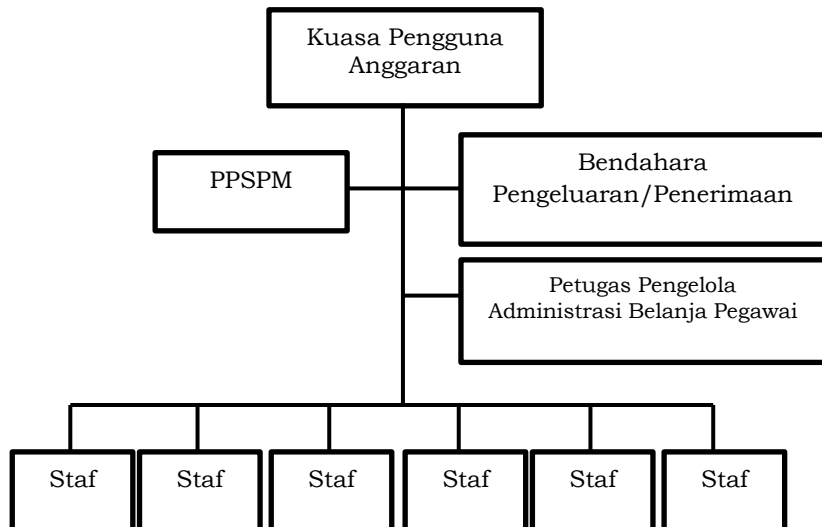 Kuasa Pengguna
Anggaran
PPSPM
Bendahara
Pengeluaran/Penerimaan
Petugas Pengelola
Administrasi Belanja Pegawai
Staf
Staf
Staf
Staf
Staf
Staf